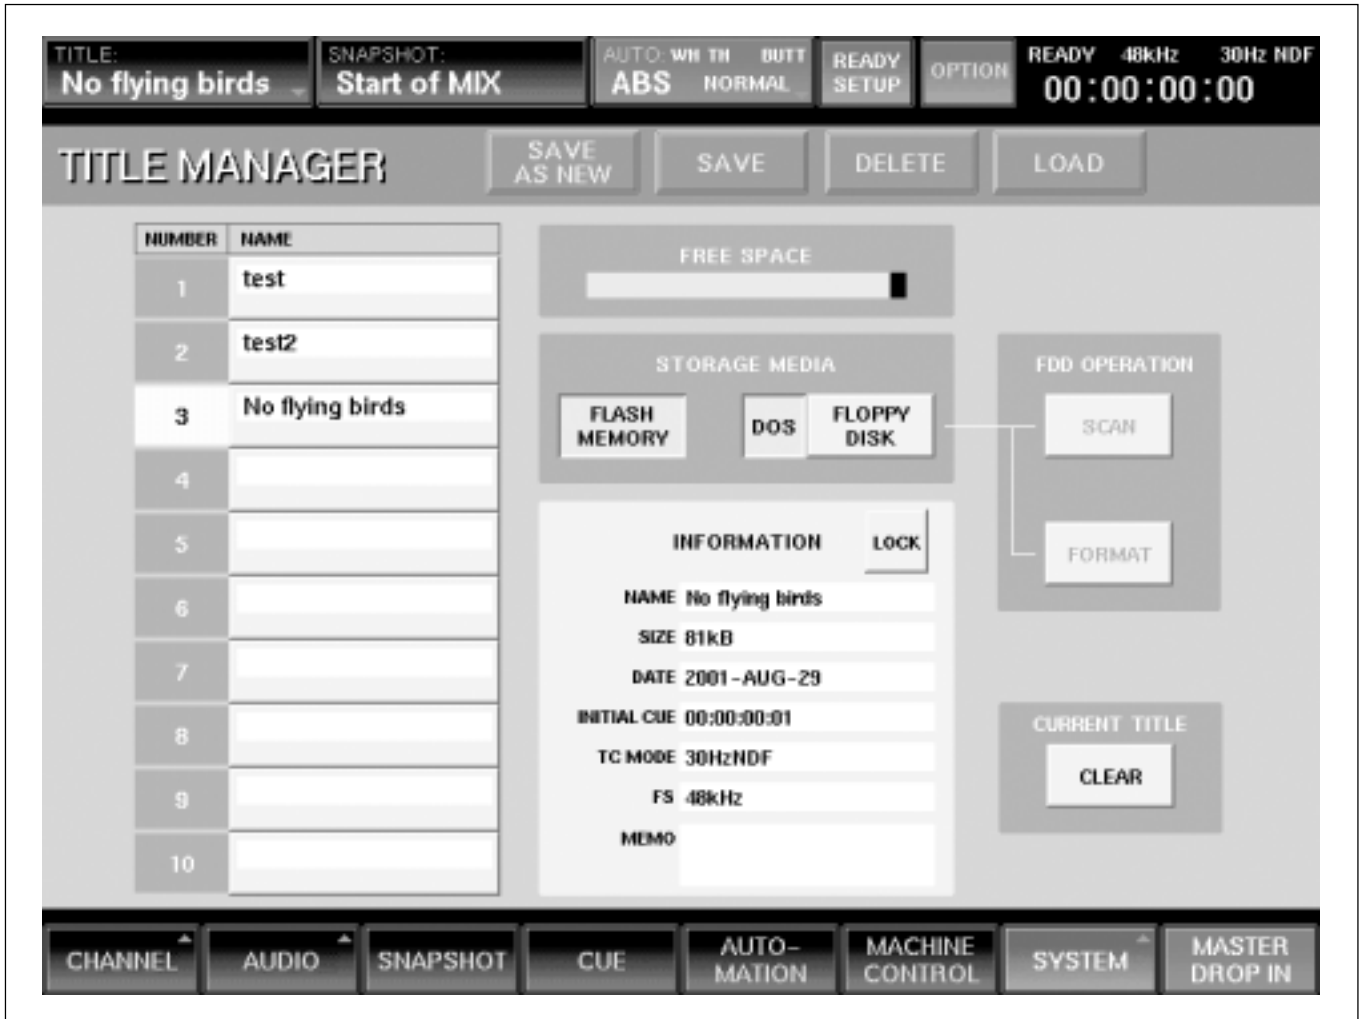 TITLE:
No flying birds
SNAPSHOT:
Start of MIX
AUTO: WH TH BUTT
ABS NORMAL
READY
SETUP
OPTION
READY 48kHz 30Hz NDF
00:00:00:00
TITLE MANAGER
SAVE
AS NEW
SAVE
DELETE
LOAD
NUMBER NAME
1 test
2 test2
3 No flying birds
4
5
6
7
8
9
10
FREE SPACE
STORAGE MEDIA
FLASH
MEMORY
DOS
FLOPPY
DISK
FDD OPERATION
SCAN
FORMAT
INFORMATION
LOCK
NAME No flying birds
SIZE 81kB
DATE 2001-AUG-29
INITIAL CUE 00:00:00:01
TC MODE 30HzNDF
FS 48kHz
MEMO
CURRENT TITLE
CLEAR
CHANNEL
AUDIO
SNAPSHOT
CUE
AUTO-
MATION
MACHINE
CONTROL
SYSTEM
MASTER
DROP IN